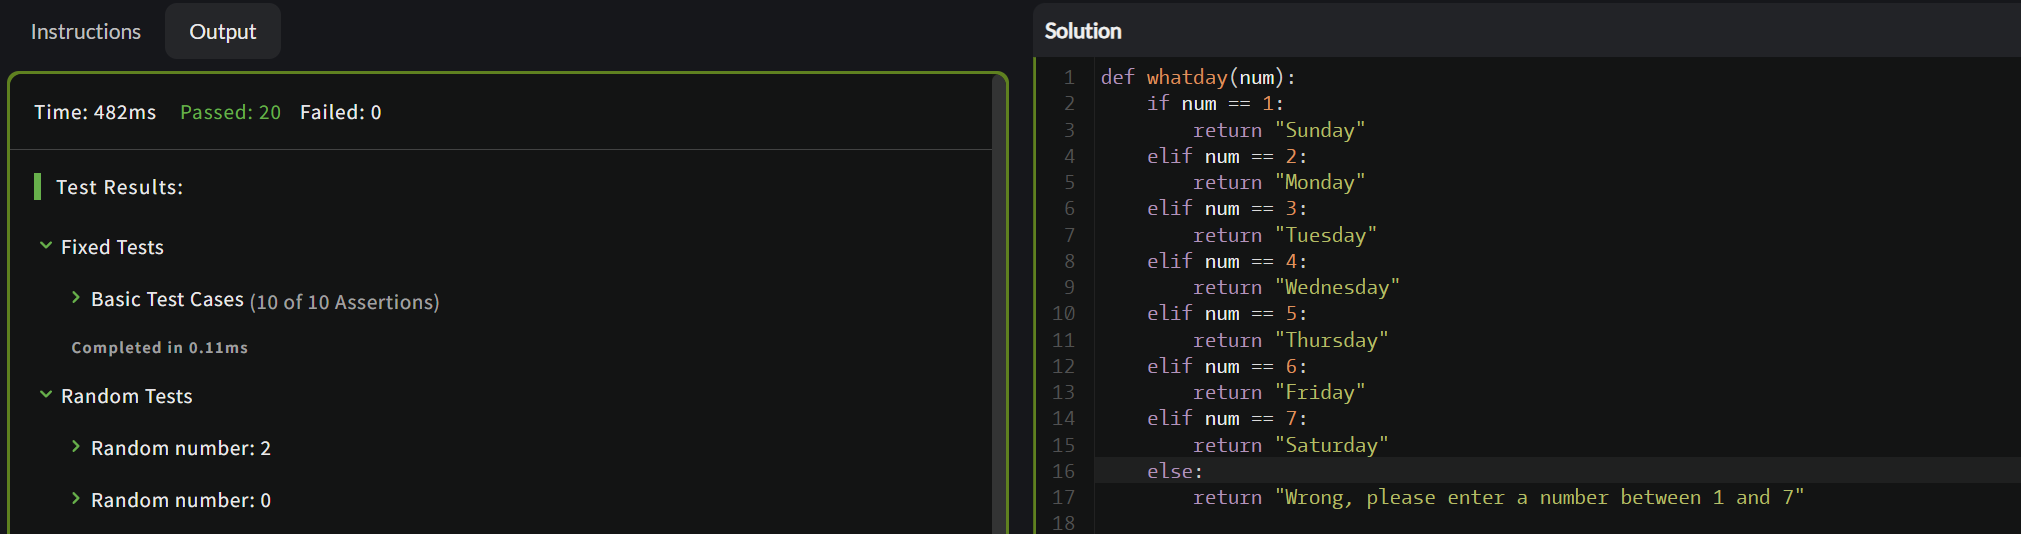 Instructions
Output
Time: 482ms Passed: 20 Failed: 0
Test Results:
Fixed Tests
Basic Test Cases (10 of 10 Assertions)
Completed in 0.11ms
Random Tests
Random number: 2
Random number: 0
Solution
1 def whatday(num):
2     if num == 1:
3         return "Sunday"
4     elif num == 2:
5         return "Monday"
6     elif num == 3:
7         return "Tuesday"
8     elif num == 4:
9         return "Wednesday"
10     elif num == 5:
11         return "Thursday"
12     elif num == 6:
13         return "Friday"
14     elif num == 7:
15         return "Saturday"
16     else:
17         return "Wrong, please enter a number between 1 and 7"
18